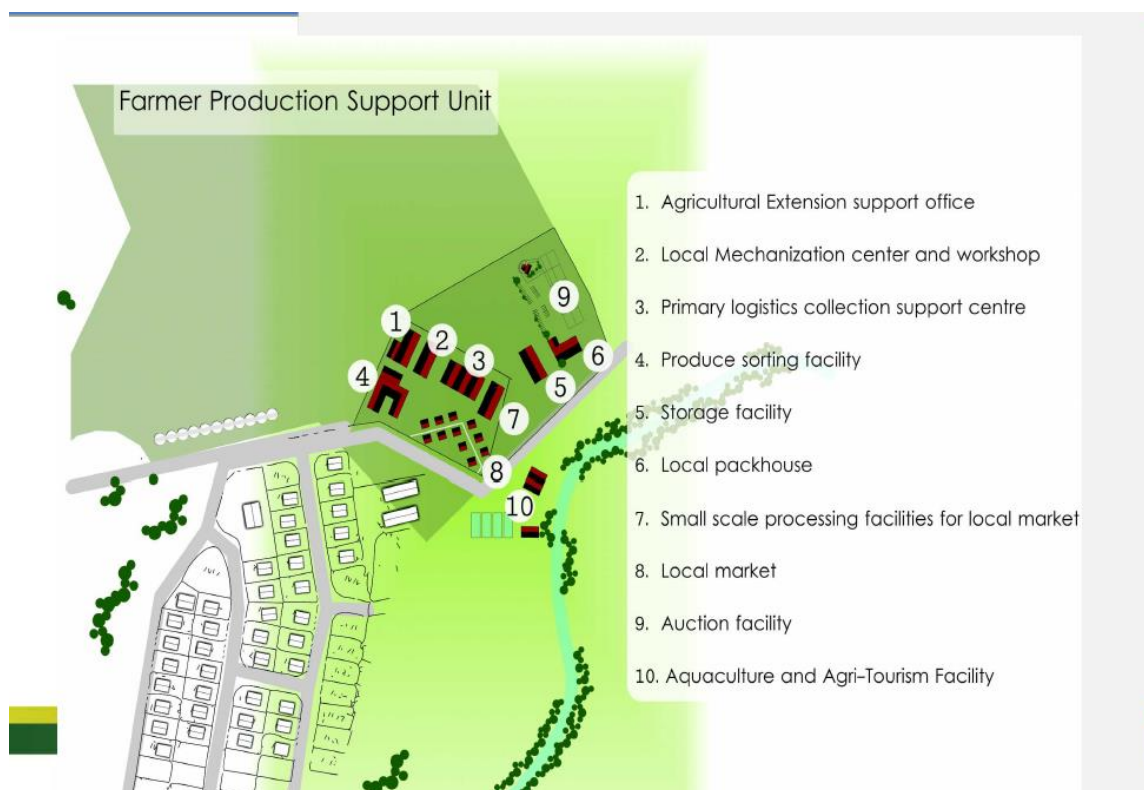 Farmer Production Support Unit
1. Agricultural Extension support office
2. Local Mechanization center and workshop
3. Primary logistics collection support centre
4. Produce sorting facility
5. Storage facility
6. Local packhouse
7. Small scale processing facilities for local market
8. Local market
9. Auction facility
10. Aquaculture and Agri-Tourism Facility
9
1
2
3
6
4
5
7
8
10